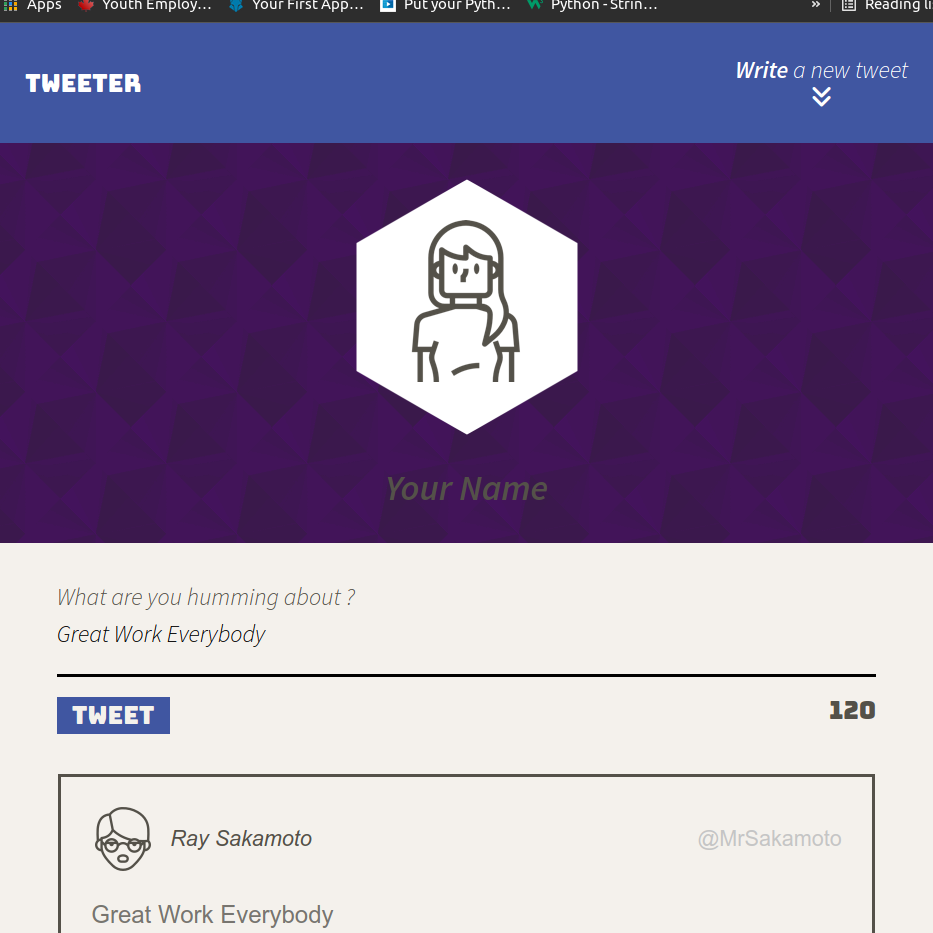 Apps Youth Employ... Your First App... Put your Pyth... Python - Strin... » Reading li
TWEETER
Write a new tweet
Your Name
What are you humming about ?
Great Work Everybody
TWEET 120
Ray Sakamoto @MrSakamoto
Great Work Everybody